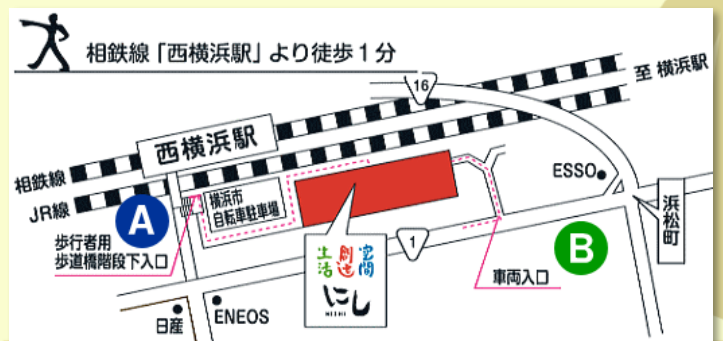 相鉄線「西横浜駅」より徒歩1分
16
至 横浜駅
西横浜駅
相鉄線
JR線
A
横浜市
自転車駐車場
ESSO
浜松町
歩行者用
歩道橋階段下入口
1
B
車両入口
生活
創造
空間
にし
NISHI
日産
ENEOS